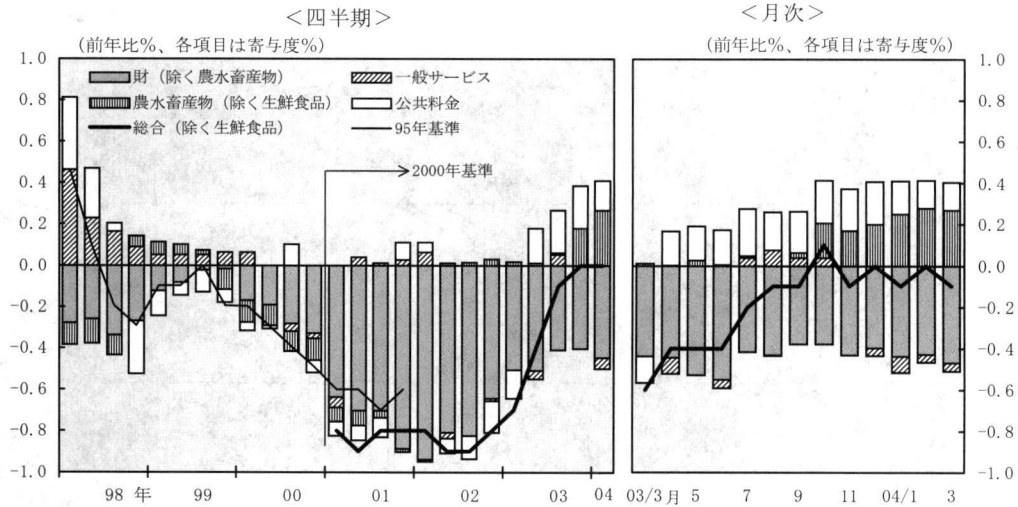 ＜四半期＞
＜月次＞
(前年比%、各項目は寄与度%)
(前年比%、各項目は寄与度%)
財（除く農水畜産物）
一般サービス
農水畜産物（除く生鮮食品）
公共料金
総合（除く生鮮食品）
95年基準
2000年基準
1.0
0.8
0.6
0.4
0.2
0.0
-0.2
-0.4
-0.6
-0.8
-1.0
1.0
0.8
0.6
0.4
0.2
0.0
-0.2
-0.4
-0.6
-0.8
-1.0
98 年 99 00 01 02 03 04
03/3 月 5 7 9 11 04/1 3